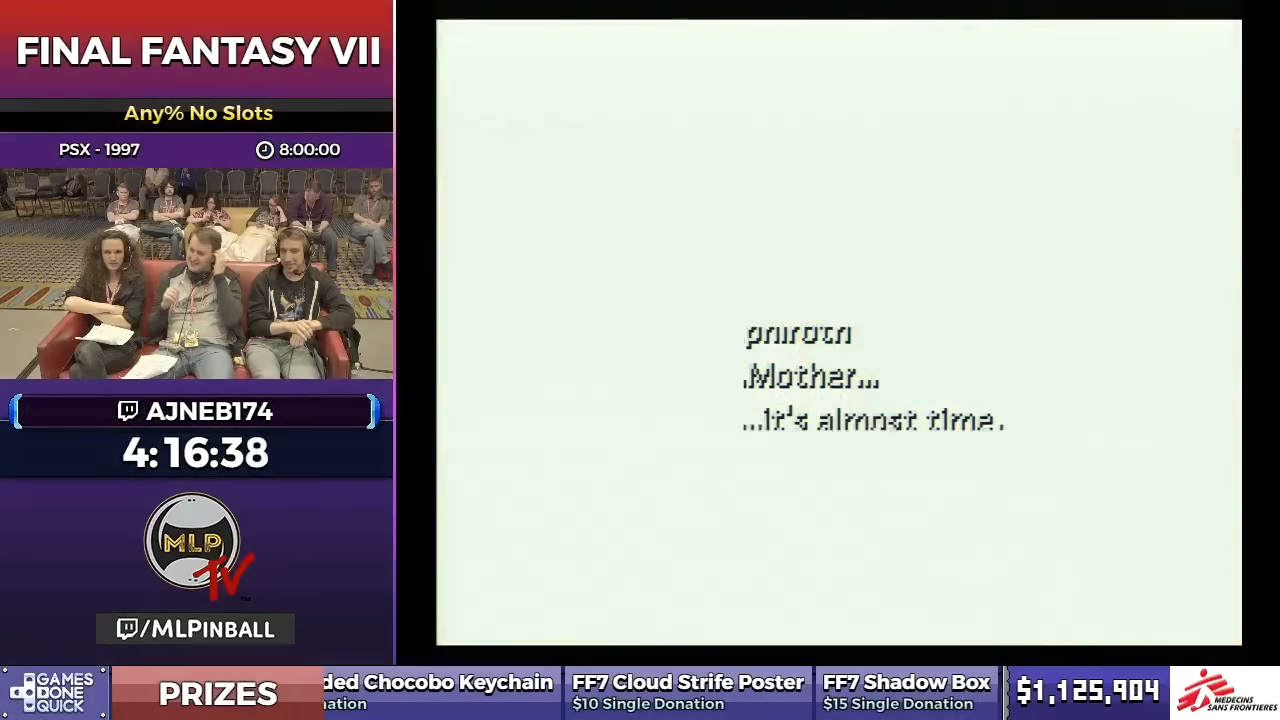 FINAL FANTASY VII
Any% No Slots
PSX - 1997
8:00:00
AJNEB174
4:16:38
MLP
TV
/MLPINBALL
.Mother...
...it's almost time.
GAMES
DONE
QUICK
PRIZES
ded Chocobo Keychain
nation
FF7 Cloud Strife Poster
$10 Single Donation
FF7 Shadow Box
$15 Single Donation
$1,125,904
MEDECINS
SANS FRONTIERES